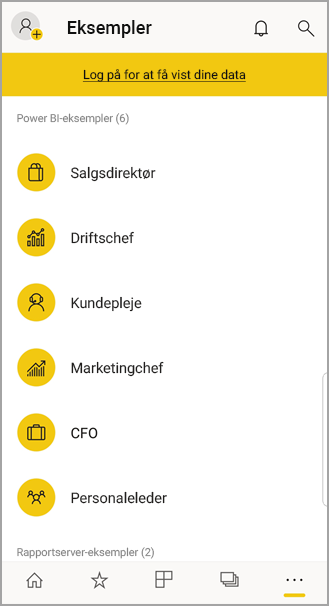 Eksempler
Log på for at få vist dine data
Power BI-eksempler (6)
Salgsdirektør
Driftschef
Kundepleje
Marketingchef
CFO
Personaleleder
Rapportserver-eksempler (2)